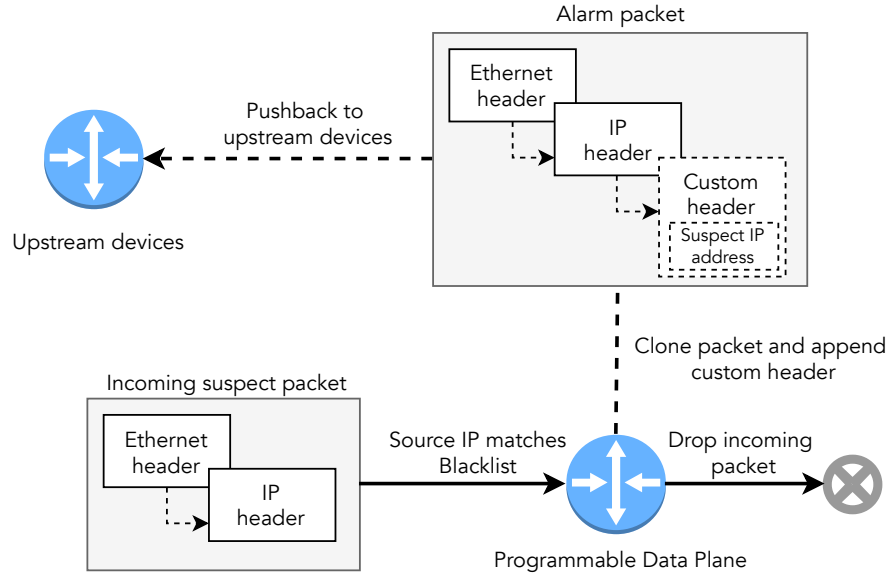 Alarm packet
Ethernet
header
IP
header
Custom
header
Suspect IP
address
Pushback to
upstream devices
Upstream devices
Clone packet and append
custom header
Incoming suspect packet
Ethernet
header
IP
header
Source IP matches
Blacklist
Drop incoming
packet
Programmable Data Plane